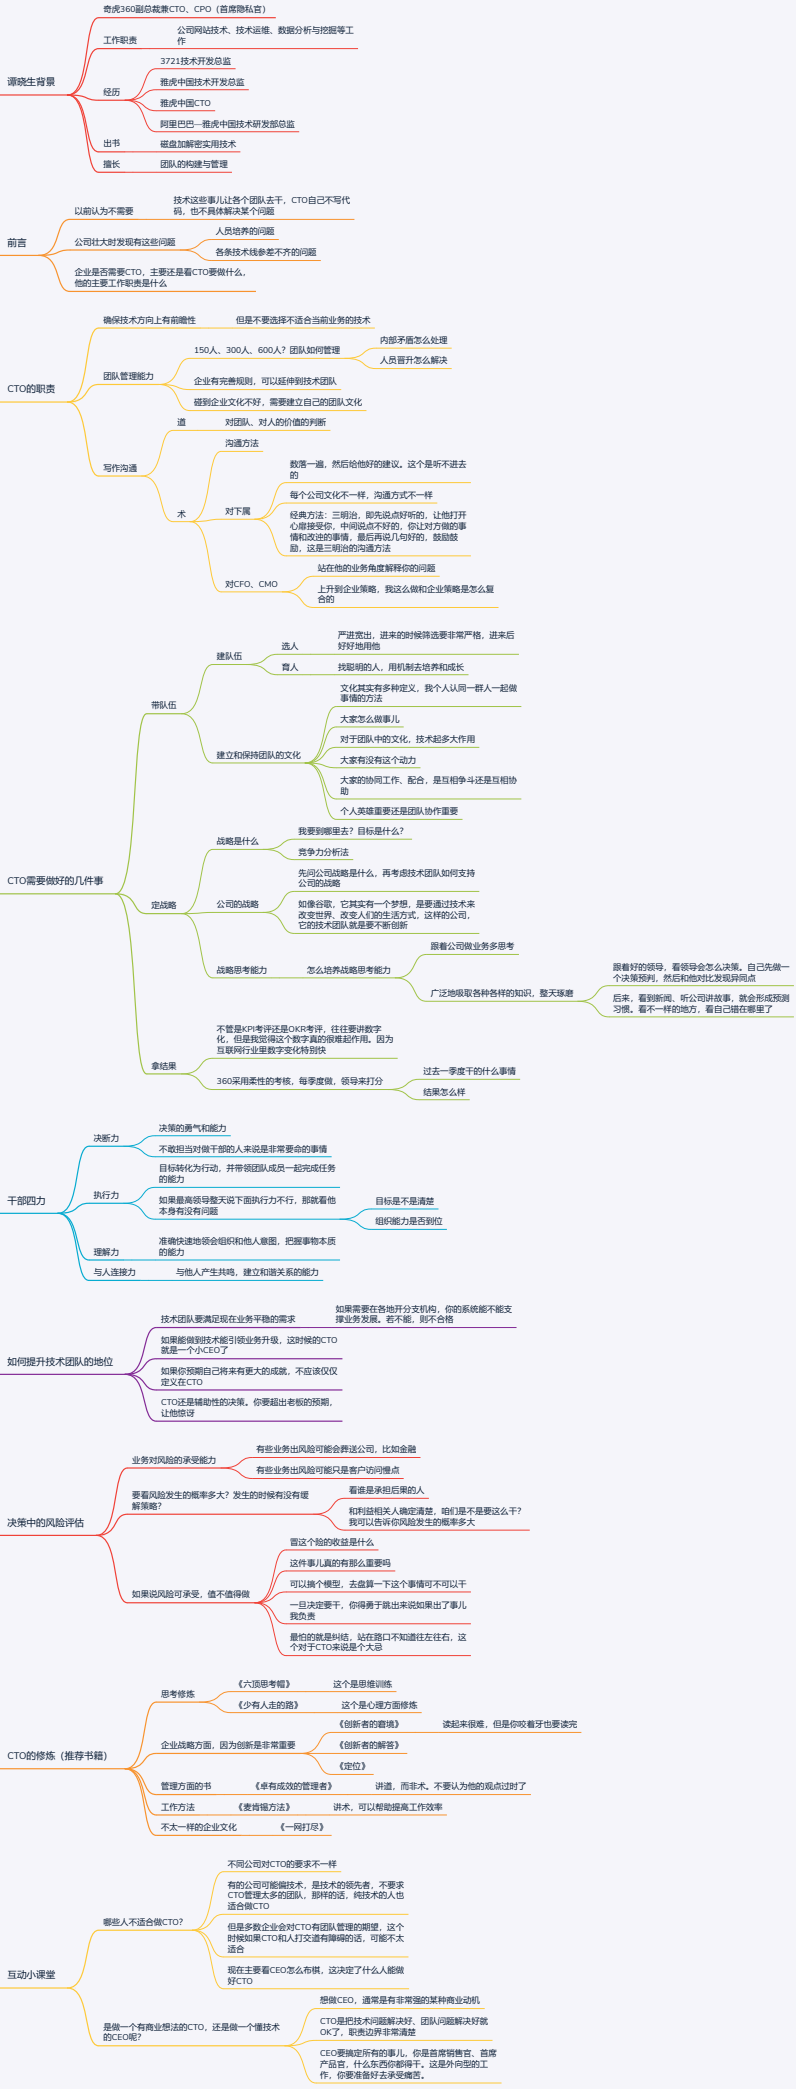 奇虎360副总裁兼CTO、CPO（首席隐私官）
工作职责
公司网站技术、技术运维、数据分析与挖掘等工
作
谭晓生背景
经历
3721技术开发总监
雅虎中国技术开发总监
雅虎中国CTO
阿里巴巴—雅虎中国技术研发部总监
出书
磁盘加解密实用技术
擅长
团队的构建与管理
前言
以前认为不需要
技术这些事儿让各个团队去干，CTO自己不写代
码，也不具体解决某个问题
公司壮大时发现有这些问题
人员培养的问题
各条技术线参差不齐的问题
企业是否需要CTO，主要还是看CTO要做什么，
他的主要工作职责是什么
CTO的职责
确保技术方向上有前瞻性
但是不要选择不适合当前业务的技术
团队管理能力
150人、300人、600人？团队如何管理
内部矛盾怎么处理
人员晋升怎么解决
企业有完善规则，可以延伸到技术团队
碰到企业文化不好，需要建立自己的团队文化
写作沟通
道
对团队、对人的价值的判断
术
沟通方法
对下属
数落一遍，然后给他好的建议。这个是听不进去
的
每个公司文化不一样，沟通方式不一样
经典方法：三明治，即先说点好听的，让他打开
心扉接受你，中间说点不好的，你让对方做的事
情和改进的事情，最后再说几句好的，鼓励鼓
励，这是三明治的沟通方法
对CFO、CMO
站在他的业务角度解释你的问题
上升到企业策略，我这么做和企业策略是怎么复
合的
CTO需要做好的几件事
带队伍
建队伍
选人
严进宽出，进来的时候筛选要非常严格，进来后
好好地用他
育人
找聪明的人，用机制去培养和成长
建立和保持团队的文化
文化其实有多种定义，我个人认同一群人一起做
事情的方法
大家怎么做事儿
对于团队中的文化，技术起多大作用
大家有没有这个动力
大家的协同工作、配合，是互相争斗还是互相协
助
个人英雄重要还是团队协作重要
定战略
战略是什么
我要到哪里去？目标是什么？
竞争力分析法
公司的战略
先问公司战略是什么，再考虑技术团队如何支持
公司的战略
如像谷歌，它其实有一个梦想，是要通过技术来
改变世界、改变人们的生活方式，这样的公司，
它的技术团队就是要不断创新
战略思考能力
怎么培养战略思考能力
跟着公司做业务多思考
广泛地吸取各种各样的知识，整天琢磨
跟着好的领导，看领导会怎么决策。自己先做一
个决策预判，然后和他对比发现异同点
后来，看到新闻、听公司讲故事，就会形成预测
习惯。看不一样的地方，看自己错在哪里了
拿结果
不管是KPI考评还是OKR考评，往往要讲数字
化，但是我觉得这个数字真的很难起作用。因为
互联网行业里数字变化特别快
360采用柔性的考核，每季度做，领导来打分
过去一季度干的什么事情
结果怎么样
干部四力
决断力
决策的勇气和能力
不敢担当对做干部的人来说是非常要命的事情
执行力
目标转化为行动，并带领团队成员一起完成任务
的能力
如果最高领导整天说下面执行力不行，那就看他
本身有没有问题
目标是不是清楚
组织能力是否到位
理解力
准确快速地领会组织和他人意图，把握事物本质
的能力
与人连接力
与他人产生共鸣，建立和谐关系的能力
如何提升技术团队的地位
技术团队要满足现在业务平稳的需求
如果需要在各地开分支机构，你的系统能不能支
撑业务发展。若不能，则不合格
如果能做到技术能引领业务升级，这时候的CTO
就是一个小CEO了
如果你预期自己将来有更大的成就，不应该仅仅
定义在CTO
CTO还是辅助性的决策。你要超出老板的预期，
让他惊讶
决策中的风险评估
业务对风险的承受能力
有些业务出风险可能会葬送公司，比如金融
有些业务出风险可能只是客户访问慢点
要看风险发生的概率多大？发生的时候有没有缓
解策略？
看谁是承担后果的人
和利益相关人确定清楚，咱们是不是要这么干？
我可以告诉你风险发生的概率多大
如果说风险可承受，值不值得做
冒这个险的收益是什么
这件事儿真的有那么重要吗
可以搞个模型，去盘算一下这个事情可不可以干
一旦决定要干，你得勇于跳出来说如果出了事儿
我负责
最怕的就是纠结，站在路口不知道往左往右，这
个对于CTO来说是个大忌
CTO的修炼（推荐书籍）
思考修炼
《六顶思考帽》
这个是思维训练
《少有人走的路》
这个是心理方面修炼
企业战略方面，因为创新是非常重要
《创新者的窘境》
读起来很难，但是你咬着牙也要读完
《创新者的解答》
《定位》
管理方面的书
《卓有成效的管理者》
讲道，而非术。不要认为他的观点过时了
工作方法
《麦肯锡方法》
讲术，可以帮助提高工作效率
不太一样的企业文化
《一网打尽》
互动小课堂
哪些人不适合做CTO？
不同公司对CTO的要求不一样
有的公司可能偏技术，是技术的领先者，不要求
CTO管理太多的团队，那样的话，纯技术的人也
适合做CTO
但是多数企业会对CTO有团队管理的期望，这个
时候如果CTO和人打交道有障碍的话，可能不太
适合
现在主要看CEO怎么布棋，这决定了什么人能做
好CTO
是做一个有商业想法的CTO，还是做一个懂技术
的CEO呢？
想做CEO，通常是有非常强的某种商业动机
CTO是把技术问题解决好、团队问题解决好就
OK了，职责边界非常清楚
CEO要搞定所有的事儿，你是首席销售官、首席
产品官，什么东西你都得干。这是外向型的工
作，你要准备好去承受痛苦。